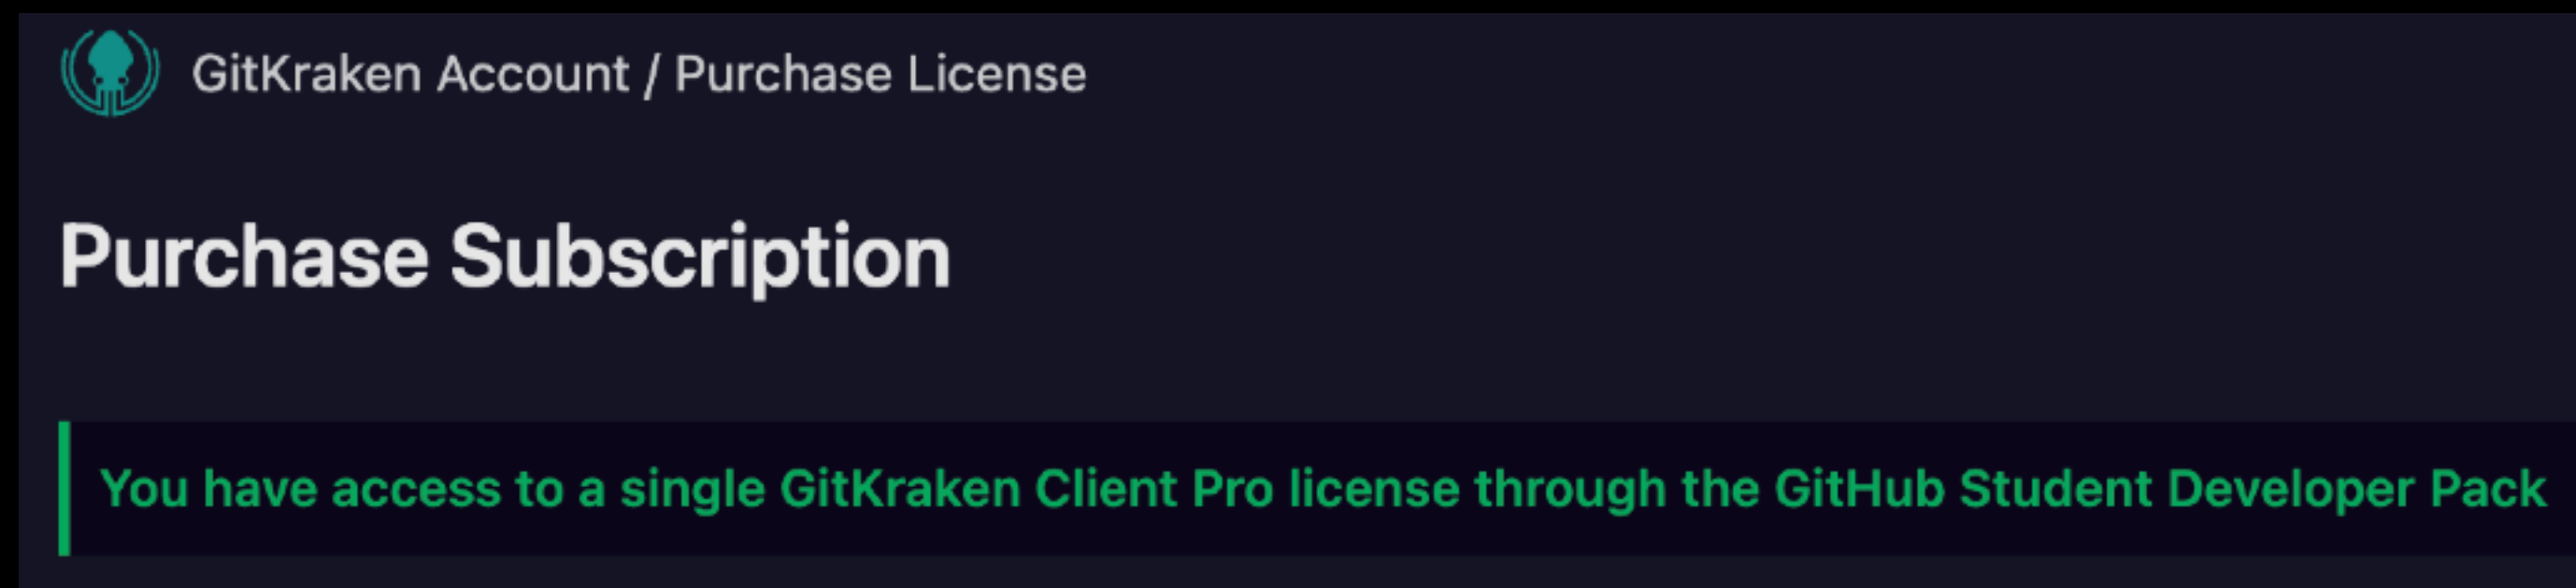 GitKraken Account / Purchase License
Purchase Subscription
You have access to a single GitKraken Client Pro license through the GitHub Student Developer Pack